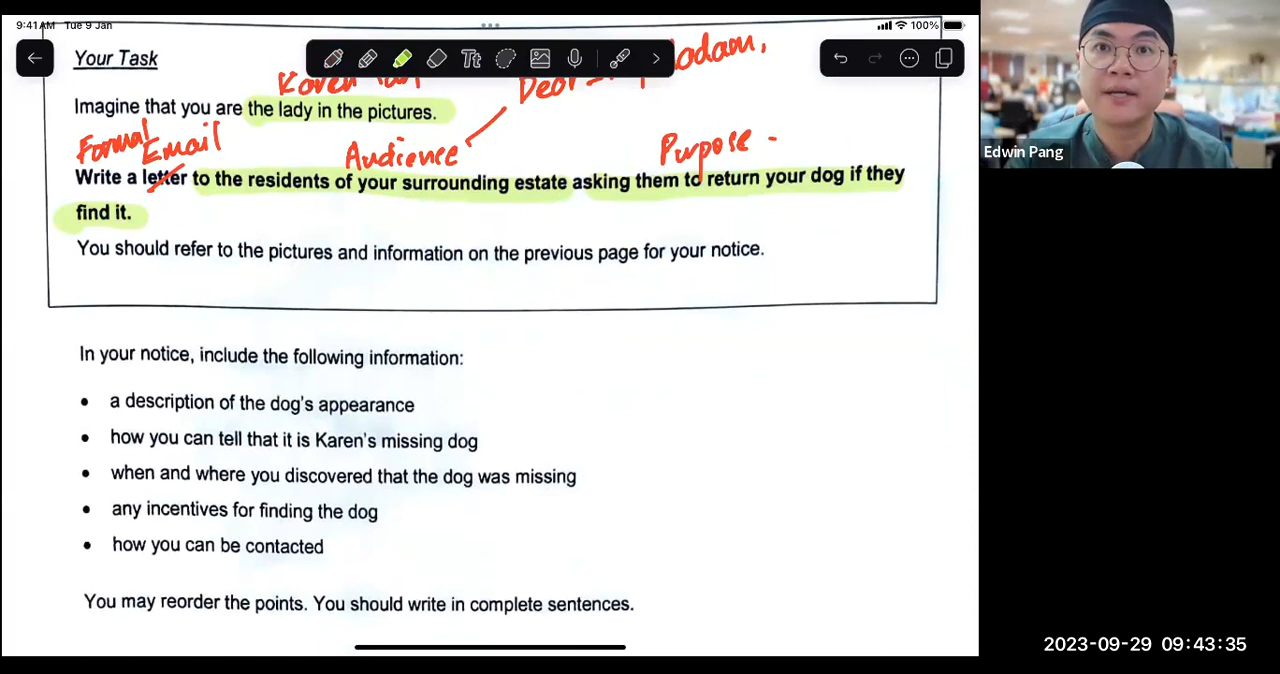 9:41 AM Tue 9 Jan
100%
Your Task
Tt
Karen
Imagine that you are the lady in the pictures.
Formal
Email
Audience
Purpose -
Write a letter to the residents of your surrounding estate asking them to return your dog if they
find it.
You should refer to the pictures and information on the previous page for your notice.
In your notice, include the following information:
• a description of the dog's appearance
• how you can tell that it is Karen's missing dog
• when and where you discovered that the dog was missing
• any incentives for finding the dog
• how you can be contacted
You may reorder the points. You should write in complete sentences.
Edwin Pang
2023-09-29 09:43:35